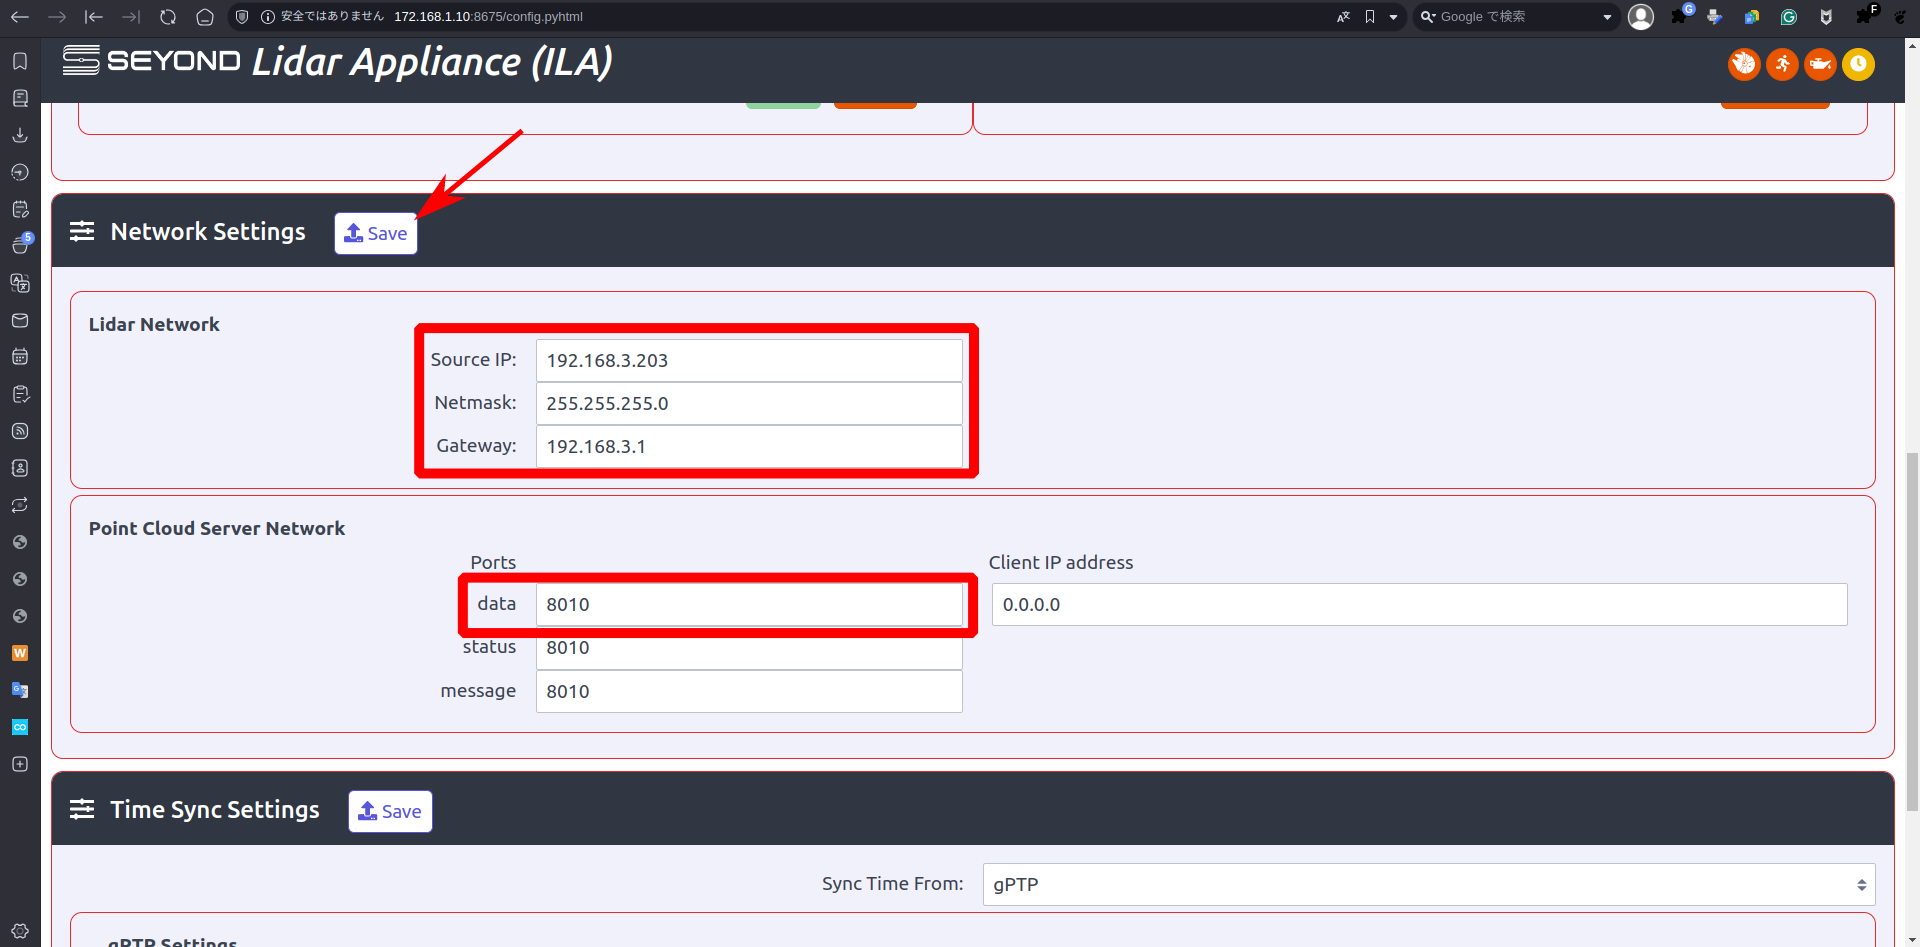 安全ではありません 172.168.1.10:8675/config.pyhtml
Google で検索
G
F
SEYOND Lidar Appliance (ILA)
5
Network Settings
Save
Lidar Network
Source IP: 192.168.3.203
Netmask: 255.255.255.0
Gateway: 192.168.3.1
Point Cloud Server Network
Ports
Client IP address
data 8010
0.0.0.0
status 8010
message 8010
W
CO
Time Sync Settings
Save
Sync Time From: gPTP
gPTP Settings